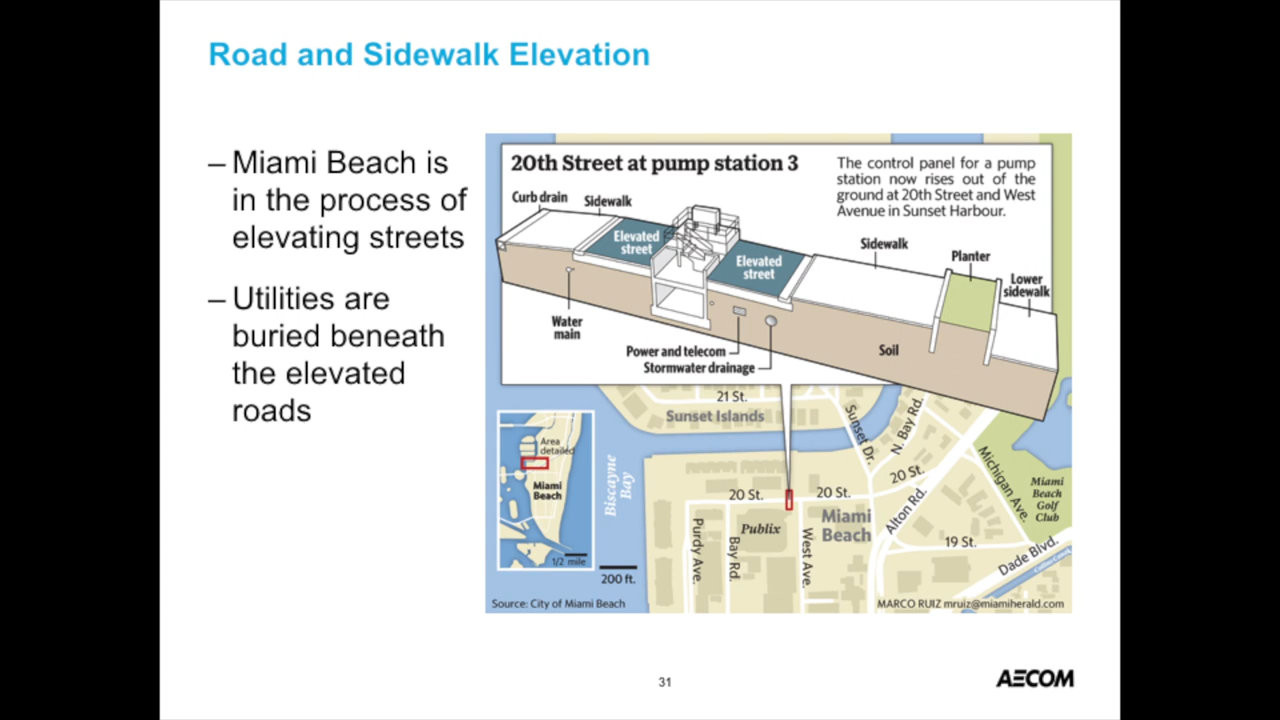 Road and Sidewalk Elevation
– Miami Beach is
in the process of
elevating streets
– Utilities are
buried beneath
the elevated
roads
20th Street at pump station 3
The control panel for a pump
station now rises out of the
ground at 20th Street and West
Avenue in Sunset Harbour.
Curb drain
Sidewalk
Elevated
street
Elevated
street
Sidewalk
Planter
Lower
sidewalk
Water
main
Power and telecom
Stormwater drainage
Soil
21 St.
Sunset Islands
Sunset Dr.
N. Bay Rd.
Area
detailed
Miami
Beach
1/2 mile
Biscayne
Bay
200 ft.
20 St.
20 St.
20 St.
Miami
Beach
Publix
Purdy Ave.
Bay Rd.
West Ave.
Alton Rd.
Michigan Ave.
Miami
Beach
Golf
Club
19 St.
Dade Blvd.
Source: City of Miami Beach
MARCO RUIZ mruiz@miamiherald.com
31
AECOM